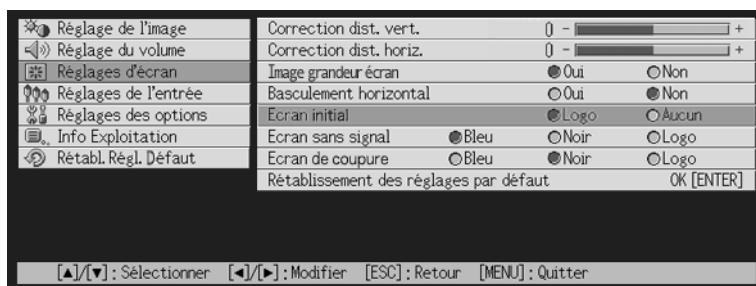 Réglage de l'image
Réglage du volume
Réglages d'écran
Réglages de l'entrée
Réglages des options
Info Exploitation
Rétabl. Régl. Défaut
Correction dist. vert. 0 - +
Correction dist. horiz. 0 - +
Image grandeur écran Oui Non
Basculement horizontal Oui Non
Ecran initial Logo Aucun
Ecran sans signal Bleu Noir Logo
Ecran de coupure Bleu Noir Logo
Rétablissement des réglages par défaut OK [ENTER]
[▲]/[▼] : Sélectionner [◄]/[►] : Modifier [ESC] : Retour [MENU] : Quitter